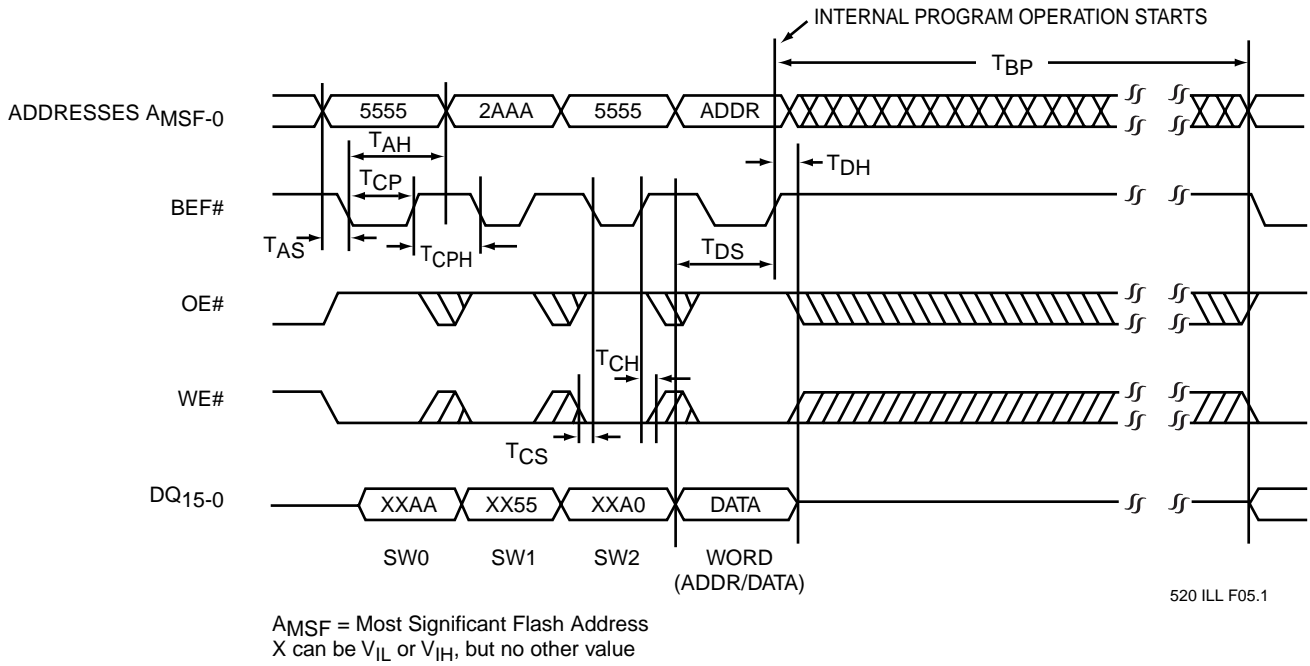 INTERNAL PROGRAM OPERATION STARTS
TBP
ADDRESSES AMSF-0
5555
2AAA
5555
ADDR
TAH
TDH
TCP
BEF#
TAS
TCPH
TDS
OE#
TCH
WE#
TCS
DQ15-0
XXAA
XX55
XXA0
DATA
SW0
SW1
SW2
WORD
(ADDR/DATA)
520 ILL F05.1
AMSF = Most Significant Flash Address
X can be VIL or VIH, but no other value